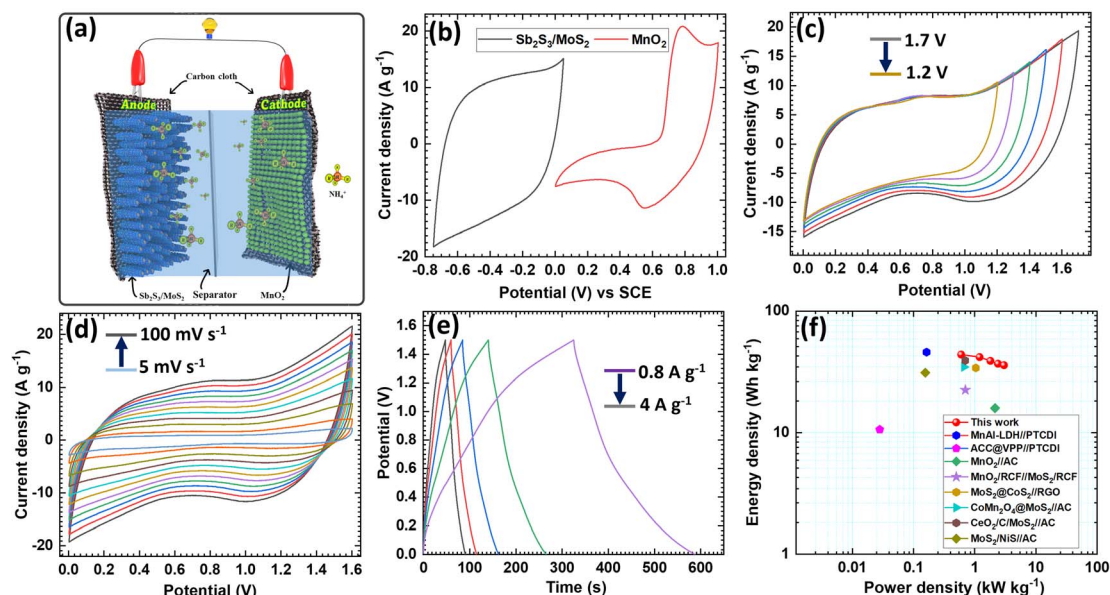 (a)
Carbon cloth
Anode
Cathode
NH₄⁺
Sb₂S₃/MoS₂
Separator
MnO₂
(b)
Sb₂S₃/MoS₂
MnO₂
Current density (A g⁻¹)
20
10
0
-10
-20
-0.8 -0.6 -0.4 -0.2 0.0 0.2 0.4 0.6 0.8 1.0
Potential (V) vs SCE
(c)
1.7 V
1.2 V
Current density (A g⁻¹)
20
15
10
5
0
-5
-10
-15
0.0 0.4 0.8 1.2 1.6
Potential (V)
(d)
100 mV s⁻¹
5 mV s⁻¹
Current density (A g⁻¹)
20
10
0
-10
-20
0.0 0.2 0.4 0.6 0.8 1.0 1.2 1.4 1.6
Potential (V)
(e)
0.8 A g⁻¹
4 A g⁻¹
Potential (V)
1.6
1.4
1.2
1.0
0.8
0.6
0.4
0.2
0.0
0 100 200 300 400 500 600
Time (s)
(f)
Energy density (Wh kg⁻¹)
100
10
1
This work
MnAl-LDH//PTCDI
ACC@VPP//PTCDI
MnO₂//AC
MnO₂/RCF//MoS₂/RCF
MoS₂@CoS₂//RGO
CoMn₂O₄@MoS₂//AC
CeO₂/C/MoS₂//AC
MoS₂/NiS//AC
0.01 0.1 1 10 100
Power density (kW kg⁻¹)